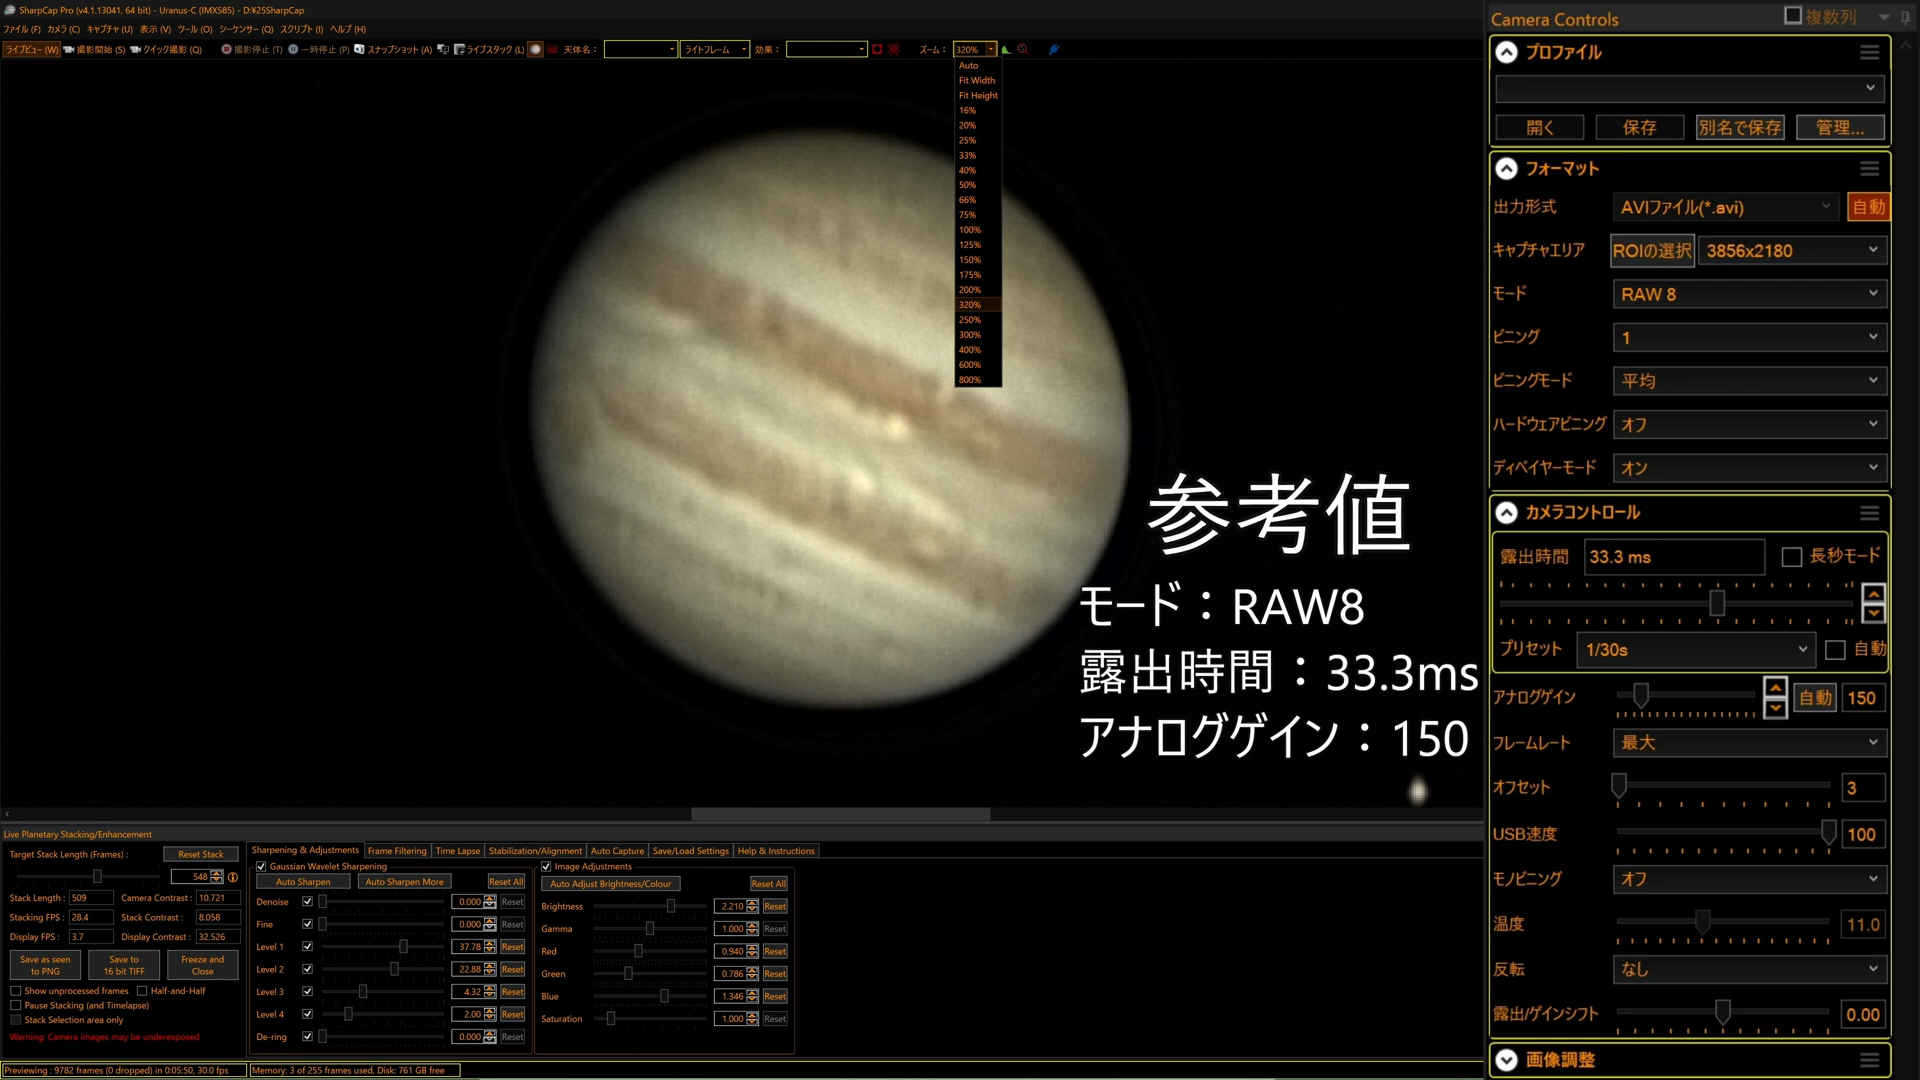 SharpCap Pro (v4.1.13041, 64 bit) - Uranus-C (IMX585) - D:¥25SharpCap
ファイル (F) カメラ (C) キャプチャ (U) 表示 (V) ツール (O) シーケンサー (Q) スクリプト (I) ヘルプ (H)
ライブビュー (W) 撮影開始 (S) クイック撮影 (Q) 撮影停止 (T) 一時停止 (P) スナップショット (A) ライブスタック (L) 天体名: ライトフレーム 効果: ズーム: 320%
Auto
Fit Width
Fit Height
16%
20%
25%
33%
40%
50%
66%
75%
100%
125%
150%
175%
200%
320%
250%
300%
400%
600%
800%
参考値
モード：RAW8
露出時間：33.3ms
アナログゲイン：150
Live Planetary Stacking/Enhancement
Target Stack Length (Frames) : Reset Stack
548
Stack Length : 509 Camera Contrast : 10.721
Stacking FPS : 28.4 Stack Contrast : 8.058
Display FPS : 3.7 Display Contrast : 32.526
Save as seen to PNG
Save to 16 bit TIFF
Freeze and Close
Show unprocessed frames Half-and-Half
Pause Stacking (and Timelapse)
Stack Selection area only
Warning: Camera images may be underexposed
Sharpening & Adjustments Frame Filtering Time Lapse Stabilization/Alignment Auto Capture Save/Load Settings Help & Instructions
Gaussian Wavelet Sharpening
Auto Sharpen Auto Sharpen More Reset All
Denoise 0.000 Reset
Fine 0.000 Reset
Level 1 37.78 Reset
Level 2 22.88 Reset
Level 3 4.32 Reset
Level 4 2.00 Reset
De-ring 0.000 Reset
Image Adjustments
Auto Adjust Brightness/Colour Reset All
Brightness 2.210 Reset
Gamma 1.000 Reset
Red 0.940 Reset
Green 0.786 Reset
Blue 1.346 Reset
Saturation 1.000 Reset
Previewing : 9782 frames (0 dropped) in 0:05:50, 30.0 fps
Memory: 3 of 255 frames used, Disk: 761 GB free
Camera Controls 複数列
プロファイル
開く 保存 別名で保存 管理...
フォーマット
出力形式 AVIファイル(*.avi) 自動
キャプチャエリア ROIの選択 3856x2180
モード RAW 8
ビニング 1
ビニングモード 平均
ハードウェアビニング オフ
ディベイヤーモード オン
カメラコントロール
露出時間 33.3 ms 長秒モード
プリセット 1/30s 自動
アナログゲイン 自動 150
フレームレート 最大
オフセット 3
USB速度 100
モノビニング オフ
温度 11.0
反転 なし
露出/ゲインシフト 0.00
画像調整